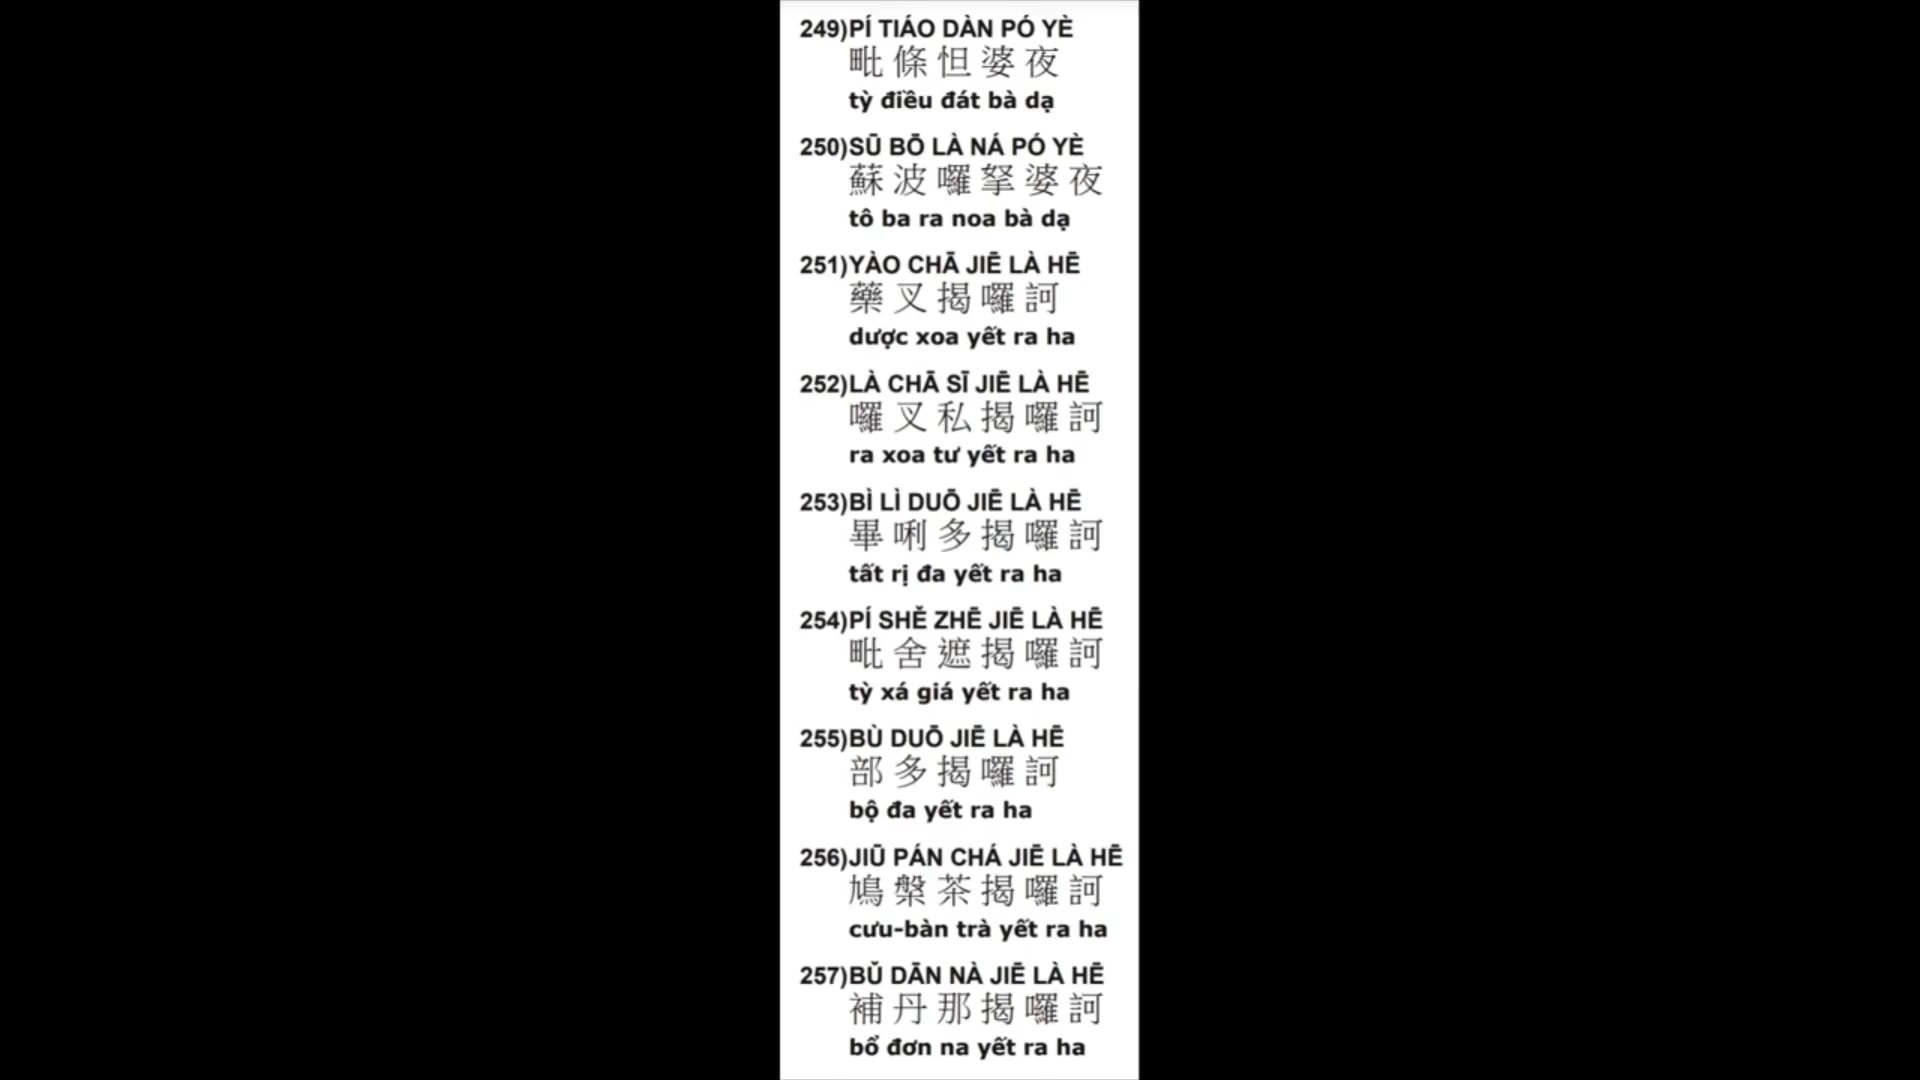 249)PÍ TIÁO DÀN PÓ YÈ
毗條怛婆夜
tỳ điều đát bà dạ
250)SŪ BŌ LÀ NÁ PÓ YÈ
蘇波囉拏婆夜
tô ba ra noa bà dạ
251)YÀO CHĀ JIĒ LÀ HĒ
藥叉揭囉訶
dược xoa yết ra ha
252)LÀ CHĀ SĪ JIĒ LÀ HĒ
囉叉私揭囉訶
ra xoa tư yết ra ha
253)BÌ LÌ DUŌ JIĒ LÀ HĒ
畢唎多揭囉訶
tất rị đa yết ra ha
254)PÍ SHĚ ZHĒ JIĒ LÀ HĒ
毗舍遮揭囉訶
tỳ xá giá yết ra ha
255)BÙ DUŌ JIĒ LÀ HĒ
部多揭囉訶
bộ đa yết ra ha
256)JIŪ PÁN CHÁ JIĒ LÀ HĒ
鳩槃茶揭囉訶
cưu-bàn trà yết ra ha
257)BǓ DĀN NÀ JIĒ LÀ HĒ
補丹那揭囉訶
bổ đơn na yết ra ha